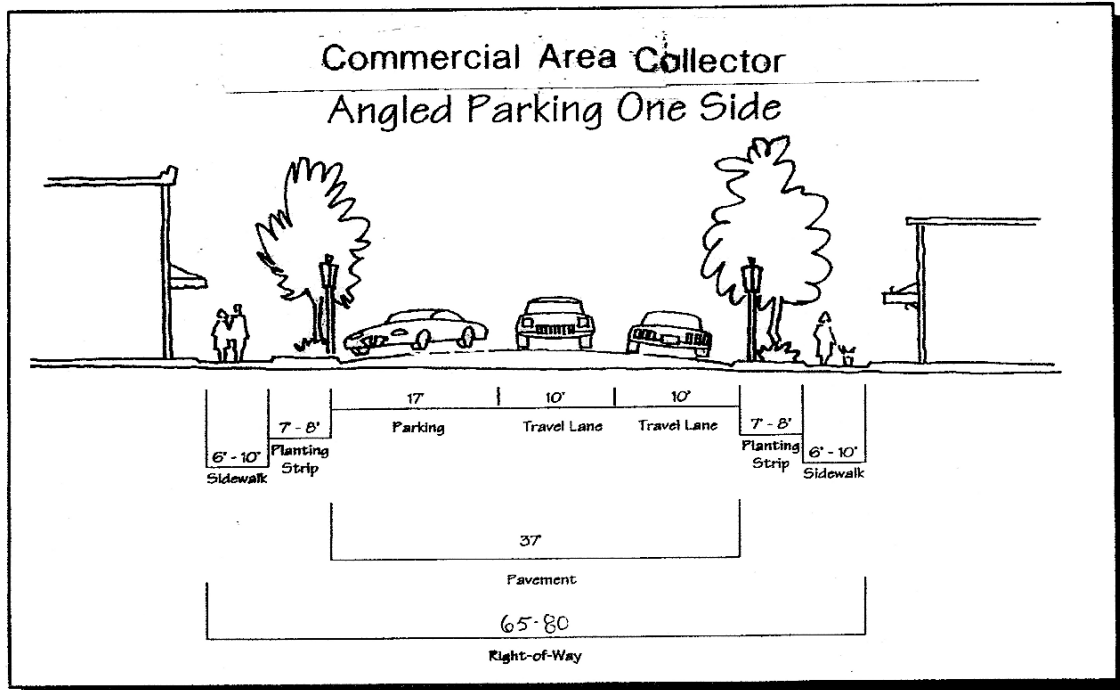 Commercial Area Collector
Angled Parking One Side
17' 10' 10'
7' - 8' Parking Travel Lane Travel Lane 7' - 8'
6' - 10' Planting Strip Planting Strip 6' - 10'
Sidewalk Sidewalk
37'
Pavement
65-80
Right-of-Way